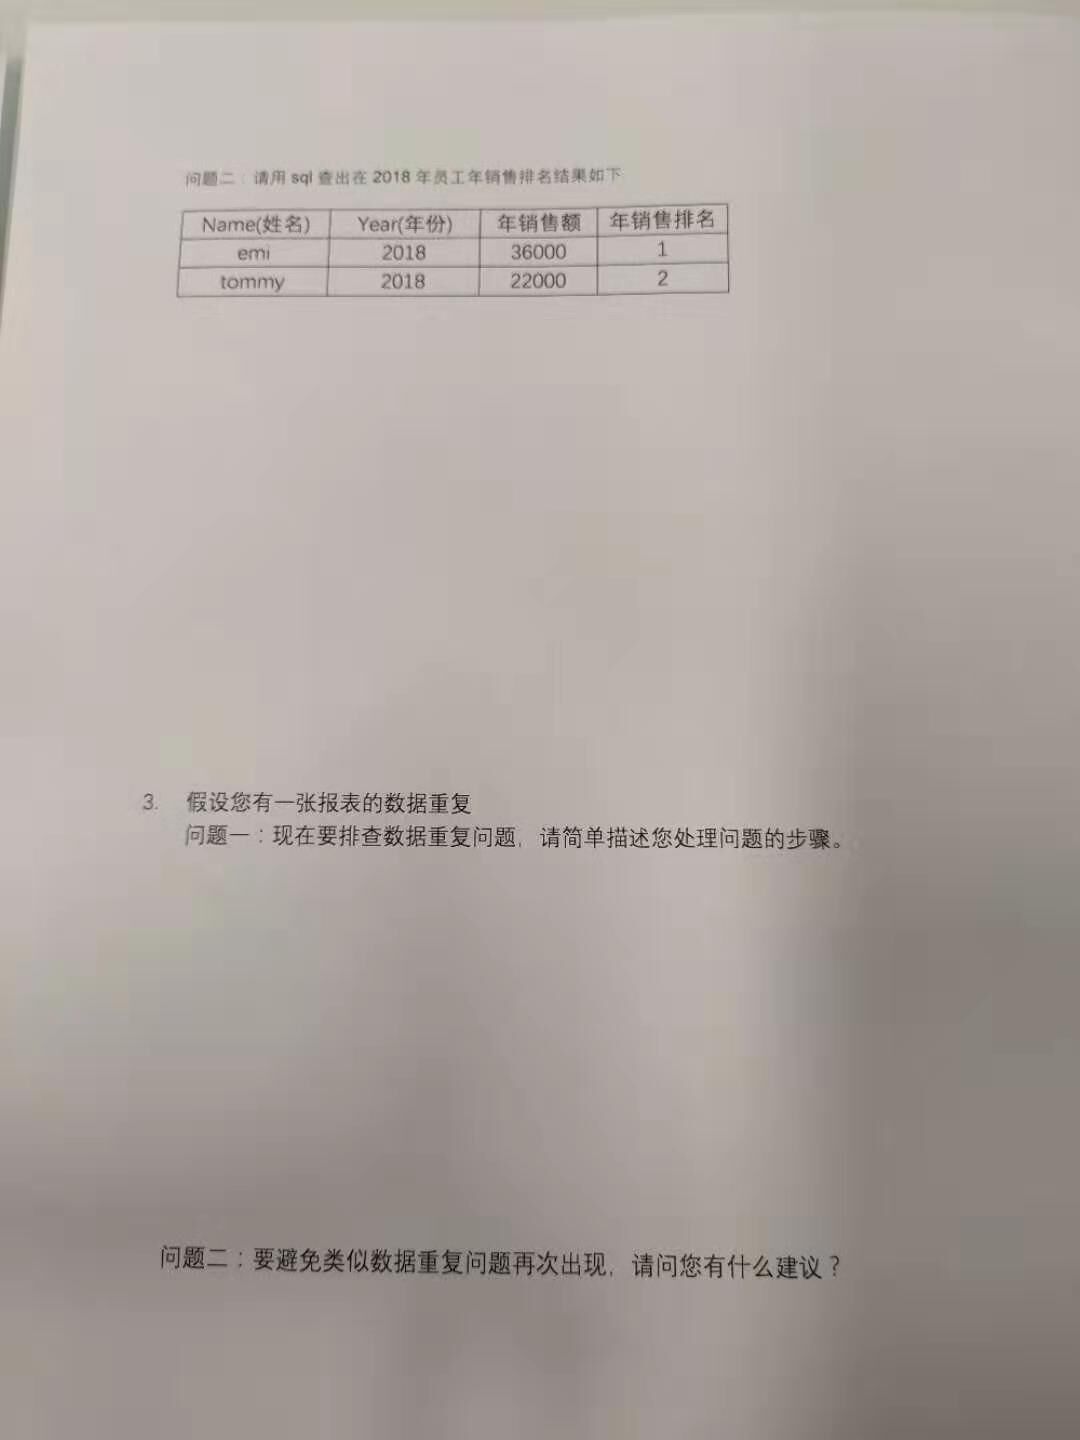 问题二：请用 sql 查出在 2018 年员工年销售排名结果如下
Name(姓名) Year(年份) 年销售额 年销售排名
emi 2018 36000 1
tommy 2018 22000 2
3. 假设您有一张报表的数据重复
问题一：现在要排查数据重复问题，请简单描述您处理问题的步骤。
问题二：要避免类似数据重复问题再次出现，请问您有什么建议？